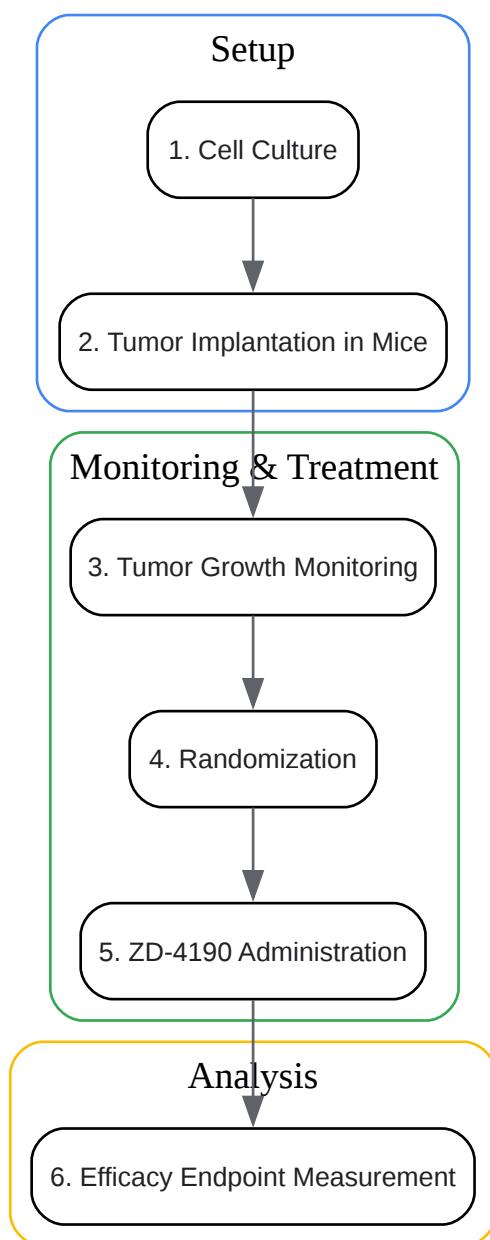 Setup
1. Cell Culture
2. Tumor Implantation in Mice
Monitoring & Treatment
3. Tumor Growth Monitoring
4. Randomization
5. ZD-4190 Administration
Analysis
6. Efficacy Endpoint Measurement